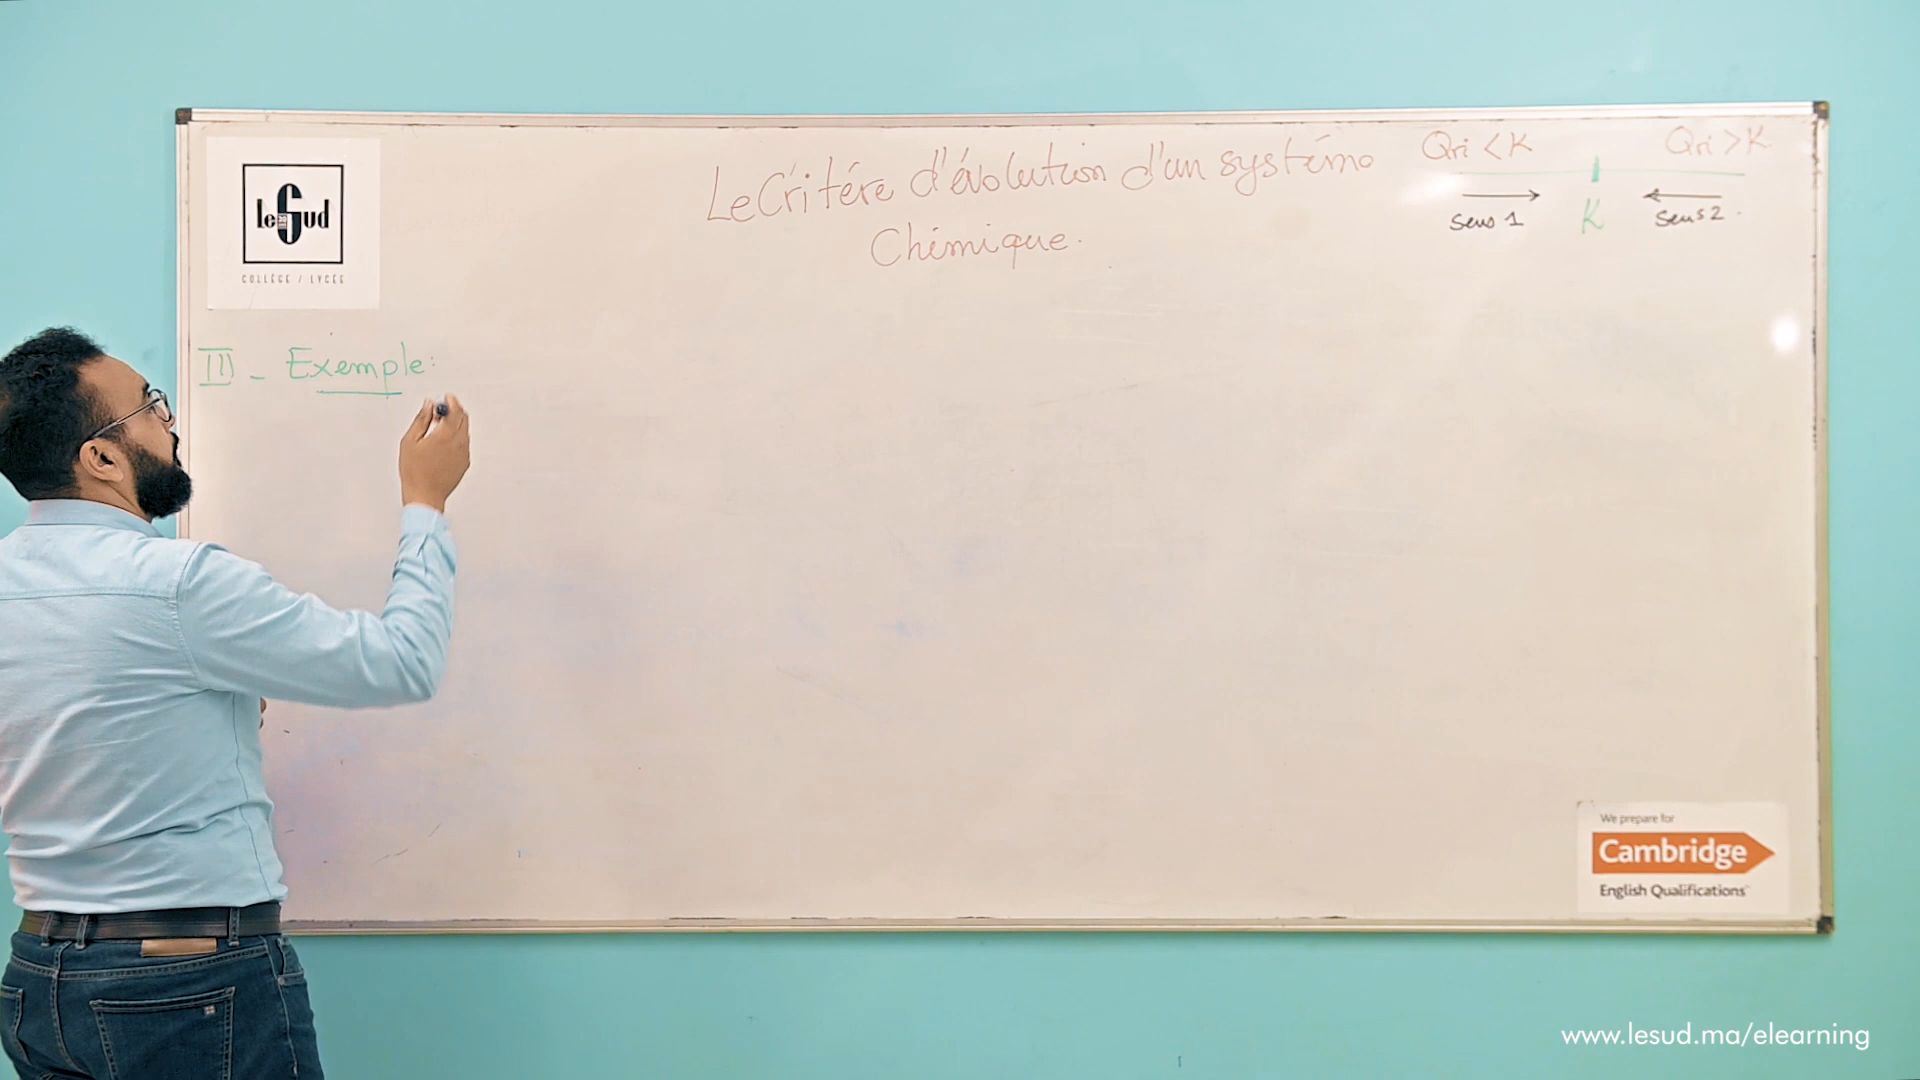 le Sud
COLLÈGE / LYCÉE
Le Critére d'évolution d'un systéme
Chimique.
Qri < K
Qri > K
Sens 1
K
Sens 2.
III - Exemple:
We prepare for
Cambridge
English Qualifications
www.lesud.ma/elearning